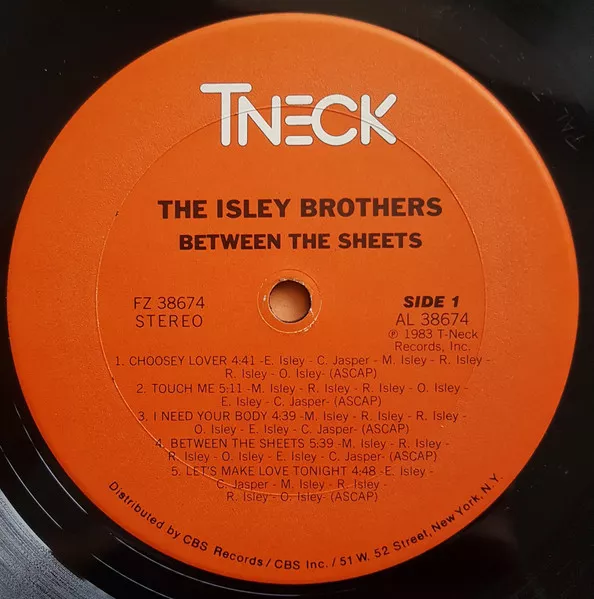 TNECK
THE ISLEY BROTHERS
BETWEEN THE SHEETS
FZ 38674
STEREO
SIDE 1
AL 38674
℗ 1983 T-Neck
Records, Inc.
1. CHOOSEY LOVER 4:41 -E. Isley - C. Jasper - M. Isley - R. Isley -
R. Isley - O. Isley- (ASCAP)
2. TOUCH ME 5:11 -M. Isley - R. Isley - R. Isley - O. Isley -
E. Isley - C. Jasper- (ASCAP)
3. I NEED YOUR BODY 4:39 -M. Isley - R. Isley - R. Isley -
O. Isley - E. Isley - C. Jasper- (ASCAP)
4. BETWEEN THE SHEETS 5:39 -M. Isley - R. Isley -
R. Isley - O. Isley - E. Isley - C. Jasper- (ASCAP)
5. LET'S MAKE LOVE TONIGHT 4:48 -E. Isley -
C. Jasper - M. Isley - R. Isley -
R. Isley - O. Isley- (ASCAP)
Distributed by CBS Records / CBS Inc. / 51 W. 52 Street, New York, N.Y.